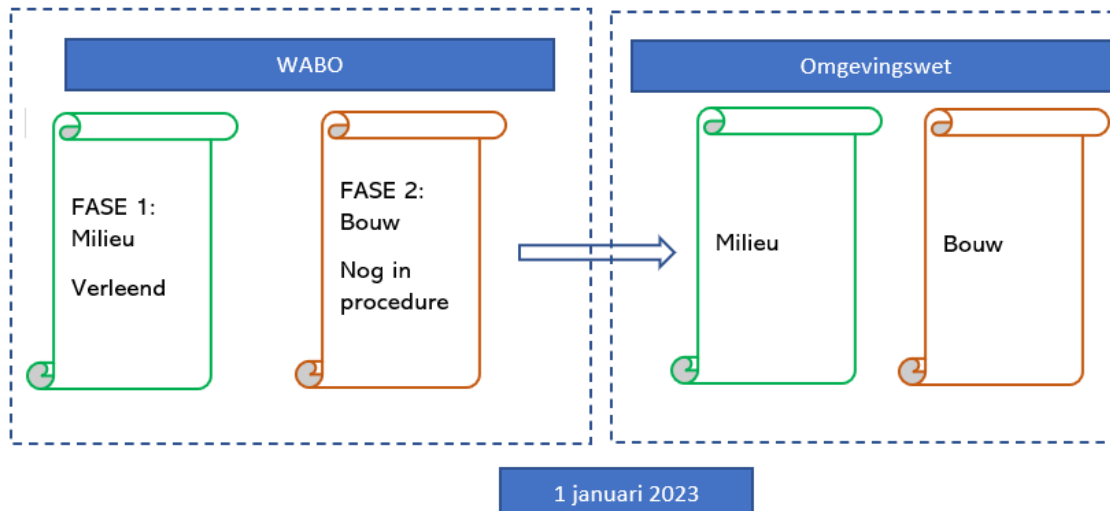 WABO
Omgevingswet
FASE 1:
Milieu
Verleend
FASE 2:
Bouw
Nog in
procedure
Milieu
Bouw
1 januari 2023